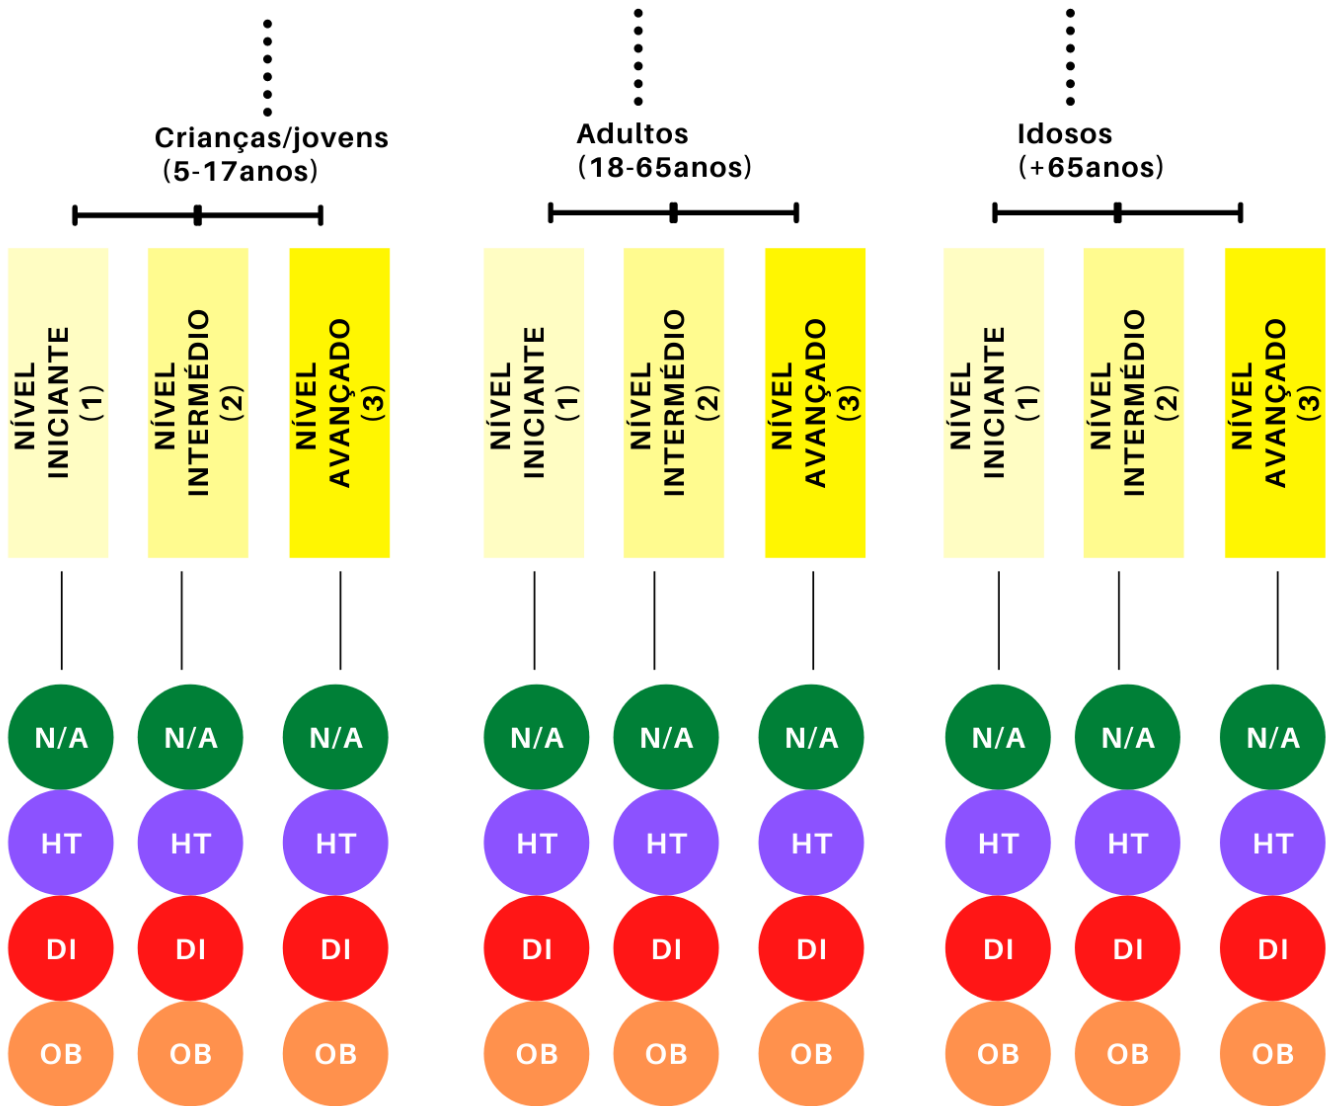 Crianças/jovens
(5-17anos)
Adultos
(18-65anos)
Idosos
(+65anos)
NÍVEL
INICIANTE
(1)
NÍVEL
INTERMÉDIO
(2)
NÍVEL
AVANÇADO
(3)
NÍVEL
INICIANTE
(1)
NÍVEL
INTERMÉDIO
(2)
NÍVEL
AVANÇADO
(3)
NÍVEL
INICIANTE
(1)
NÍVEL
INTERMÉDIO
(2)
NÍVEL
AVANÇADO
(3)
N/A N/A N/A N/A N/A N/A N/A N/A N/A
HT HT HT HT HT HT HT HT HT
DI DI DI DI DI DI DI DI DI
OB OB OB OB OB OB OB OB OB